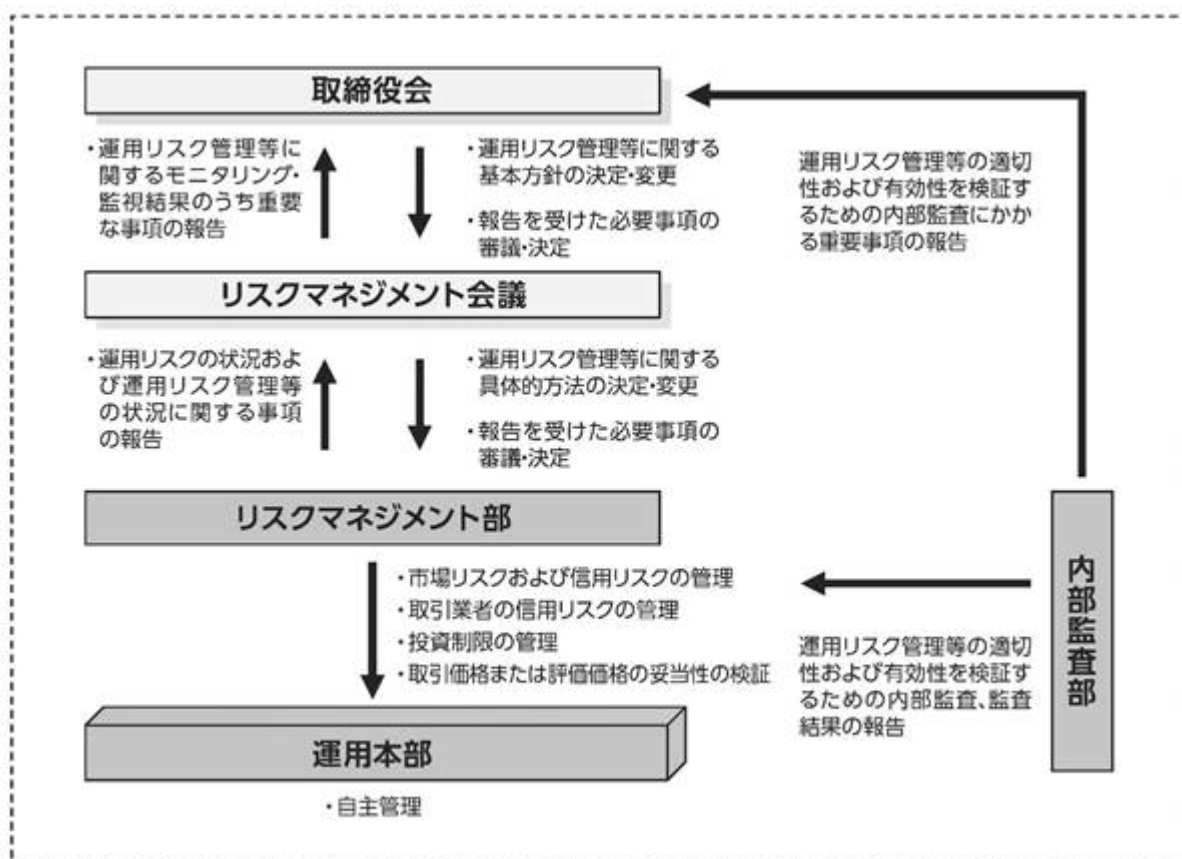 取締役会
・運用リスク管理等に
関するモニタリング・
監視結果のうち重要
な事項の報告
・運用リスク管理等に関する
基本方針の決定・変更
・報告を受けた必要事項の
審議・決定
運用リスク管理等の適切
性および有効性を検証す
るための内部監査にかか
る重要事項の報告
リスクマネジメント会議
・運用リスクの状況およ
び運用リスク管理等
の状況に関する事項
の報告
・運用リスク管理等に関する
具体的方法の決定・変更
・報告を受けた必要事項の
審議・決定
リスクマネジメント部
・市場リスクおよび信用リスクの管理
・取引業者の信用リスクの管理
・投資制限の管理
・取引価格または評価価格の妥当性の検証
運用リスク管理等の適切
性および有効性を検証す
るための内部監査、監査
結果の報告
内部監査部
運用本部
・自主管理